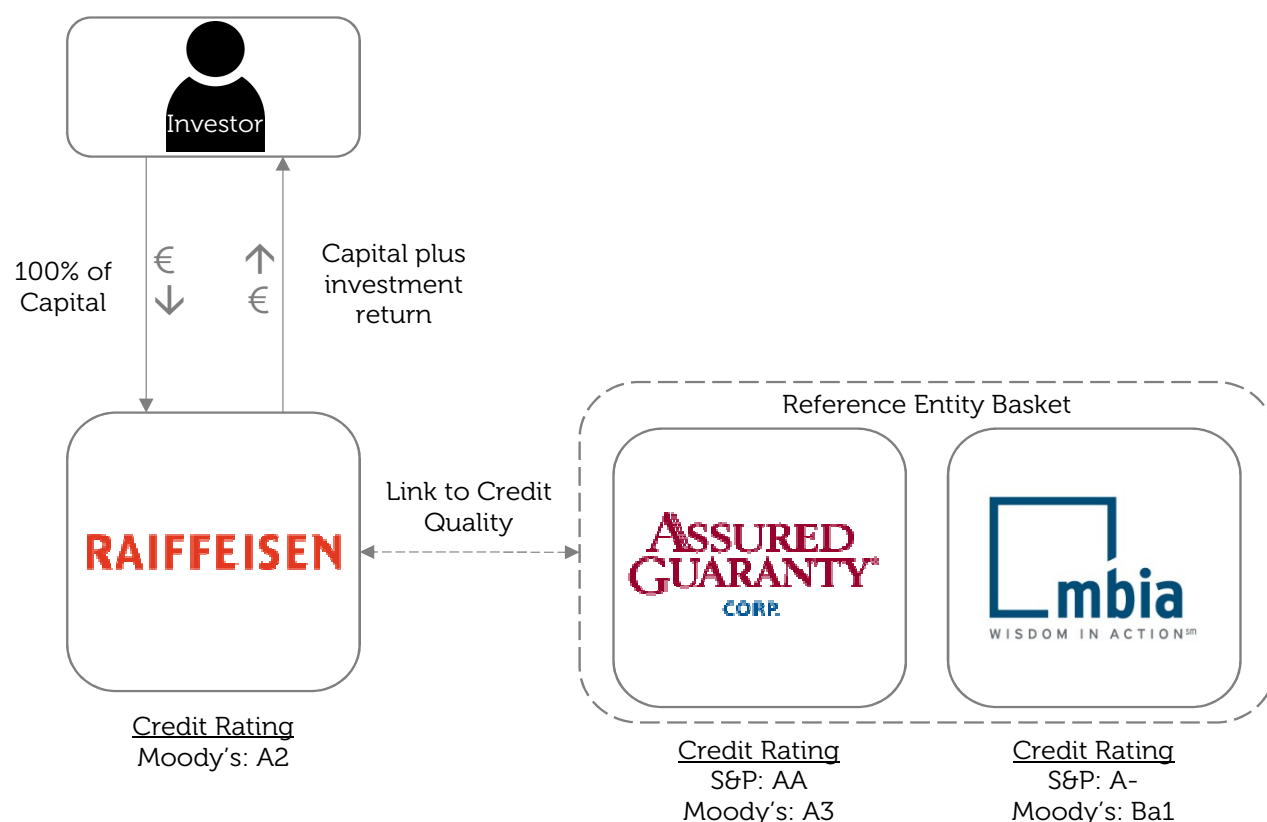 Investor
100% of
Capital
€
€
Capital plus
investment
return
Reference Entity Basket
RAIFFEISEN
Link to Credit
Quality
ASSURED
GUARANTY®
CORP.
mbia
WISDOM IN ACTION℠
Credit Rating
Moody's: A2
Credit Rating
S&P: AA
Moody's: A3
Credit Rating
S&P: A-
Moody's: Ba1